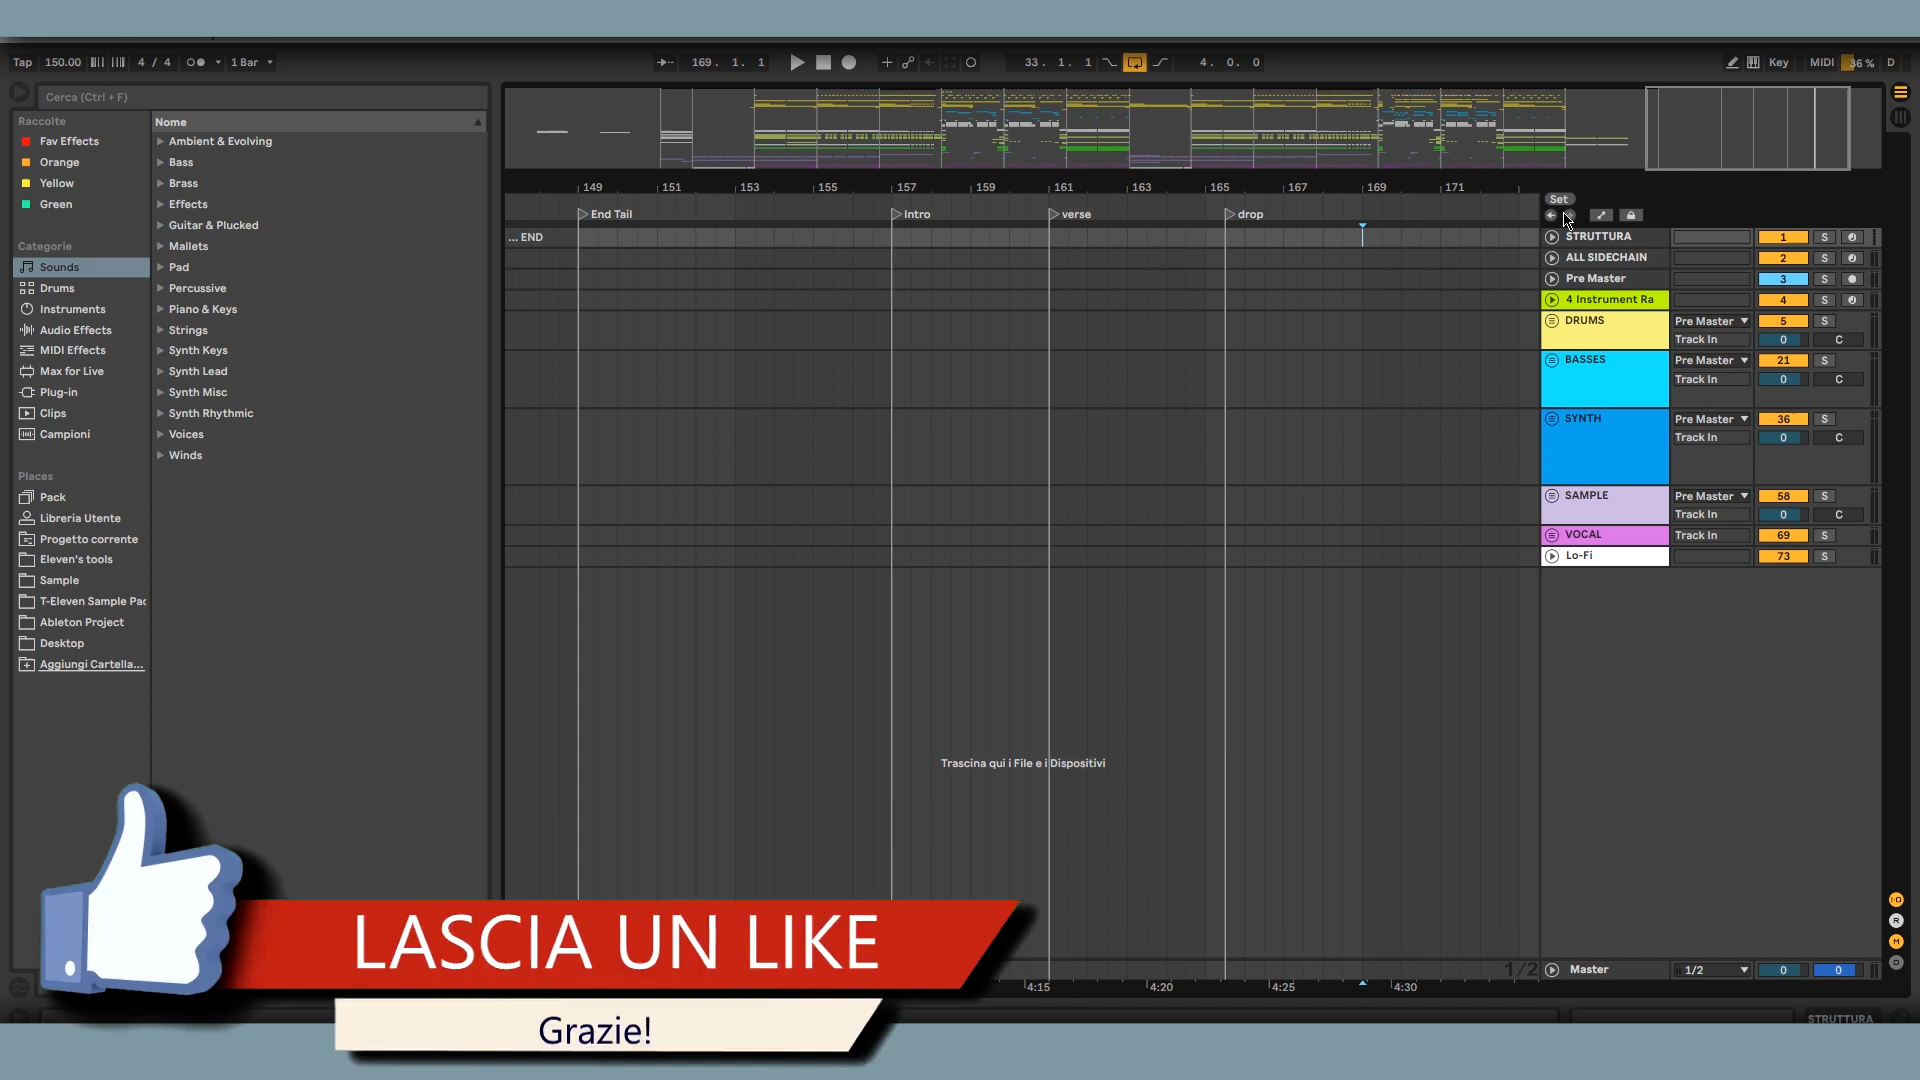 Tap 150.00 4 / 4 1 Bar 169. 1. 1 33. 1. 1 4. 0. 0 Key MIDI 36 % D
Cerca (Ctrl + F)
Raccolte
Fav Effects
Orange
Yellow
Green
Categorie
Sounds
Drums
Instruments
Audio Effects
MIDI Effects
Max for Live
Plug-in
Clips
Campioni
Places
Pack
Libreria Utente
Progetto corrente
Eleven's tools
Sample
T-Eleven Sample Pac
Ableton Project
Desktop
Aggiungi Cartella...
Nome
Ambient & Evolving
Bass
Brass
Effects
Guitar & Plucked
Mallets
Pad
Percussive
Piano & Keys
Strings
Synth Keys
Synth Lead
Synth Misc
Synth Rhythmic
Voices
Winds
149 151 153 155 157 159 161 163 165 167 169 171
Set
End Tail Intro verse drop
... END
STRUTTURA 1 S
ALL SIDECHAIN 2 S
Pre Master 3 S
4 Instrument Ra 4 S
DRUMS Pre Master 5 S
Track In 0 C
BASSES Pre Master 21 S
Track In 0 C
SYNTH Pre Master 36 S
Track In 0 C
SAMPLE Pre Master 58 S
Track In 0 C
VOCAL Track In 69 S
Lo-Fi 73 S
Trascina qui i File e i Dispositivi
I·O
R
M
D
1/2 Master 1/2 0 0
4:15 4:20 4:25 4:30
STRUTTURA
LASCIA UN LIKE
Grazie!